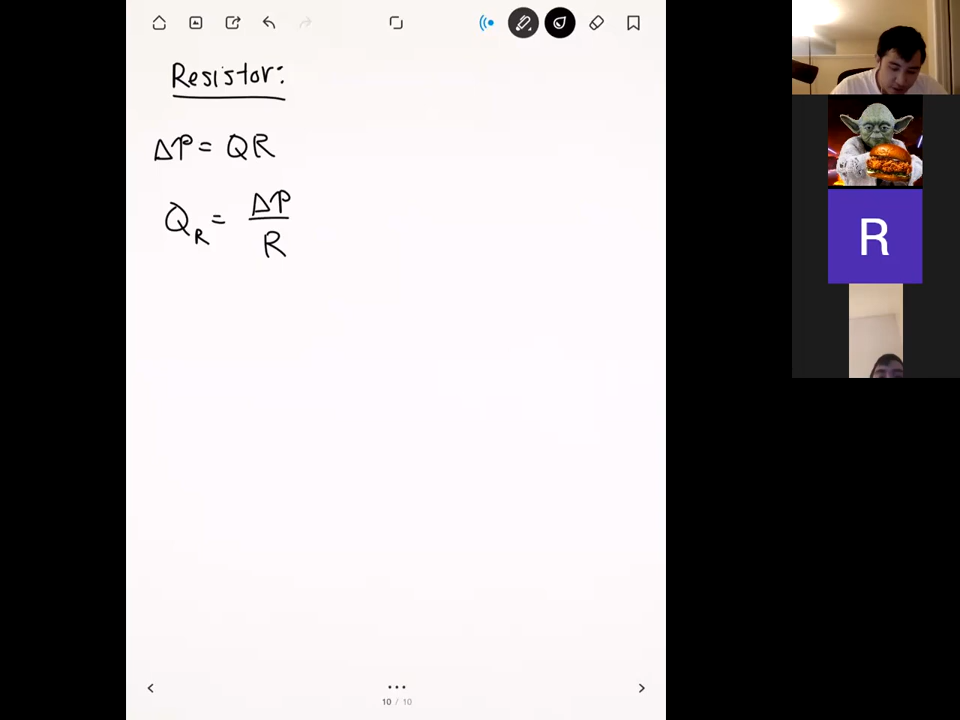 Resistor:
ΔP = QR
Q_R = ΔP / R
R
10 / 10